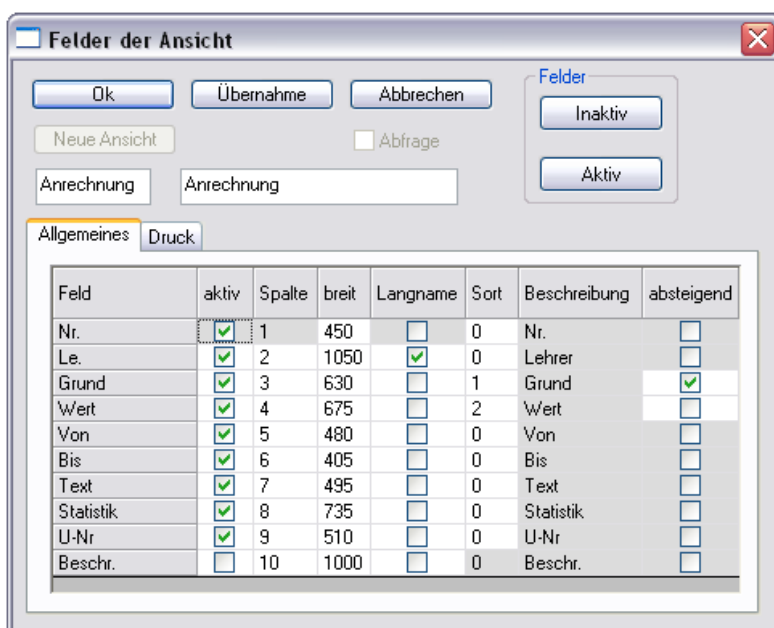 Felder der Ansicht
Ok Übernahme Abbrechen Felder
Inaktiv
Neue Ansicht Abfrage
Aktiv
Anrechnung Anrechnung
Allgemeines Druck
Feld aktiv Spalte breit Langname Sort Beschreibung absteigend
Nr. 1 450 0 Nr.
Le. 2 1050 0 Lehrer
Grund 3 630 1 Grund
Wert 4 675 2 Wert
Von 5 480 0 Von
Bis 6 405 0 Bis
Text 7 495 0 Text
Statistik 8 735 0 Statistik
U-Nr 9 510 0 U-Nr
Beschr. 10 1000 0 Beschr.